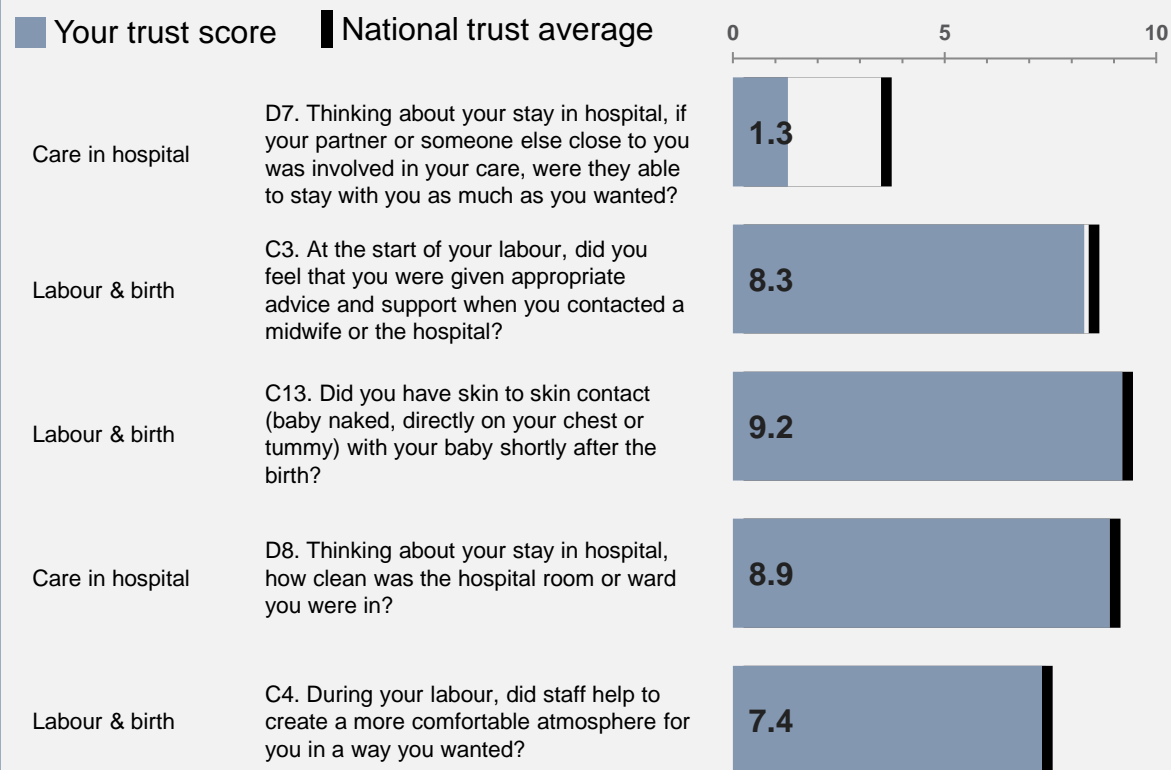 Your trust score National trust average
0 5 10
D7. Thinking about your stay in hospital, if
your partner or someone else close to you
Care in hospital
was involved in your care, were they able
to stay with you as much as you wanted?
1.3
C3. At the start of your labour, did you
feel that you were given appropriate
Labour & birth
advice and support when you contacted a
midwife or the hospital?
8.3
C13. Did you have skin to skin contact
(baby naked, directly on your chest or
Labour & birth
tummy) with your baby shortly after the
birth?
9.2
Care in hospital
D8. Thinking about your stay in hospital,
how clean was the hospital room or ward
you were in?
8.9
Labour & birth
C4. During your labour, did staff help to
create a more comfortable atmosphere for
you in a way you wanted?
7.4